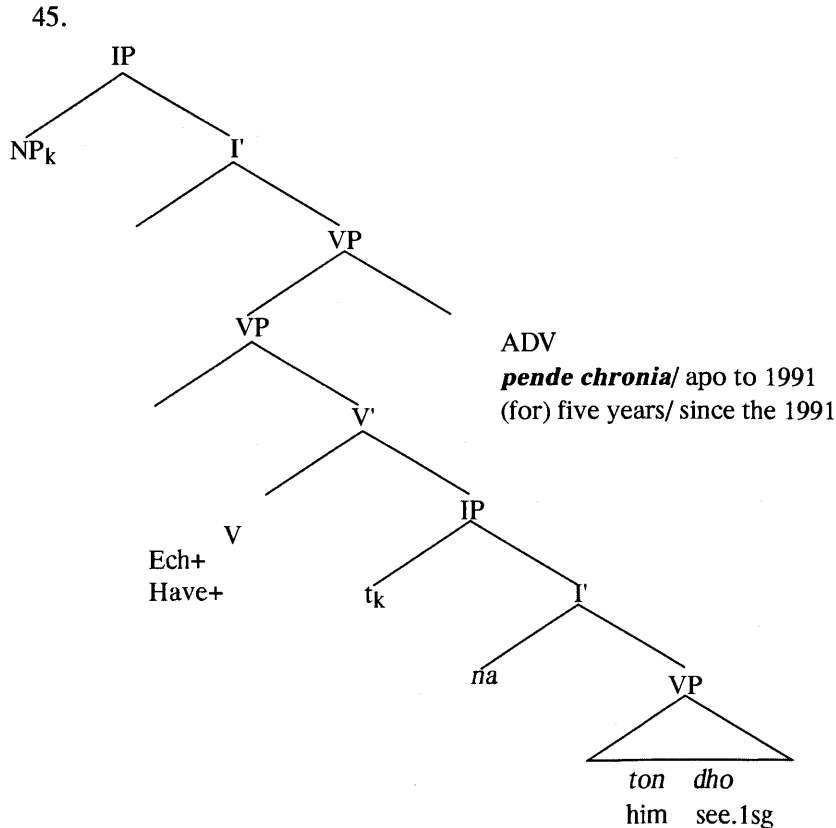 45.
IP
NPk
I'
VP
VP
ADV
pende chronia/ apo to 1991
(for) five years/ since the 1991
V'
V
IP
Ech+
Have+
tk
I'
na
VP
ton dho
him see.1sg